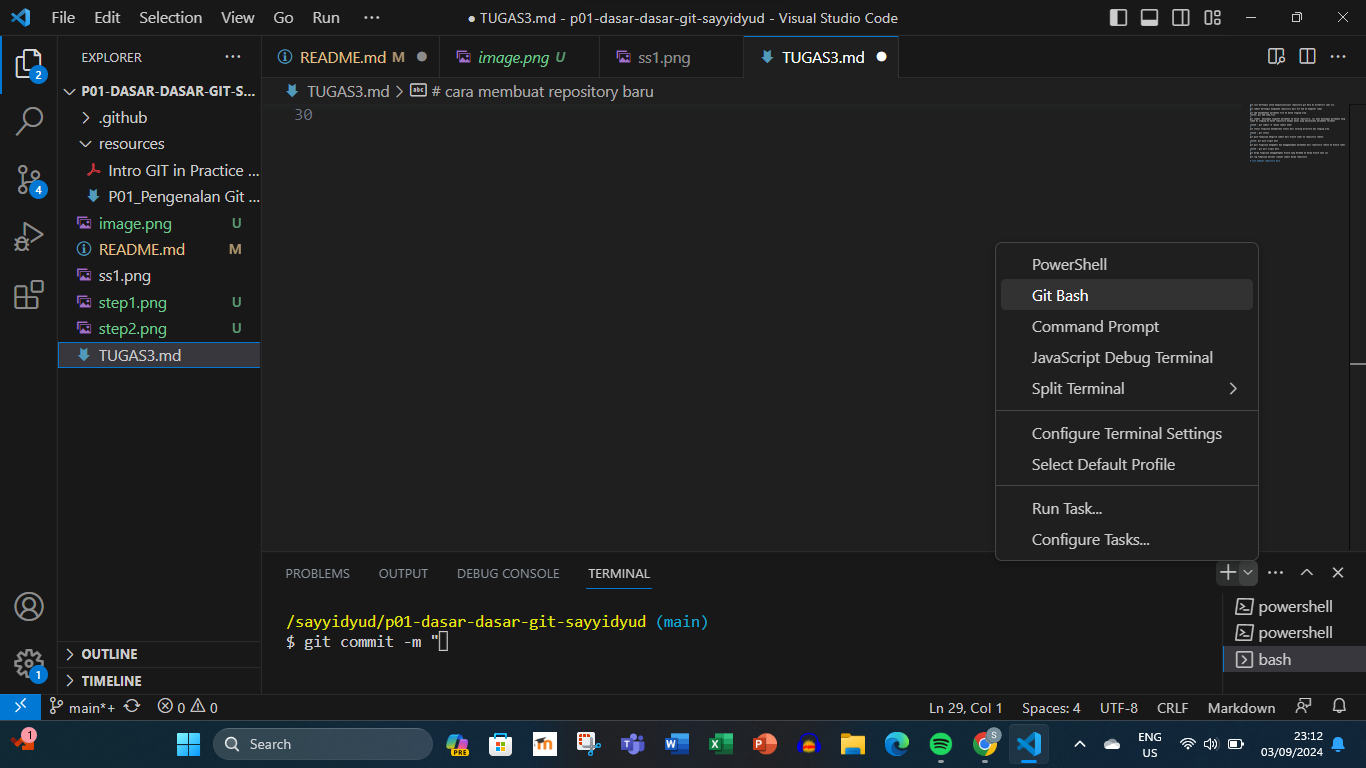 File Edit Selection View Go Run ···
● TUGAS3.md - p01-dasar-dasar-git-sayyidyud - Visual Studio Code
EXPLORER ···
P01-DASAR-DASAR-GIT-S...
.github
resources
Intro GIT in Practice ...
P01_Pengenalan Git ...
image.png U
README.md M
ss1.png
step1.png U
step2.png U
TUGAS3.md
OUTLINE
TIMELINE
2
4
1
README.md M
image.png U
ss1.png
TUGAS3.md
TUGAS3.md > # cara membuat repository baru
30
PowerShell
Git Bash
Command Prompt
JavaScript Debug Terminal
Split Terminal
Configure Terminal Settings
Select Default Profile
Run Task...
Configure Tasks...
PROBLEMS OUTPUT DEBUG CONSOLE TERMINAL
/sayyidyud/p01-dasar-dasar-git-sayyidyud (main)
$ git commit -m "
powershell
powershell
bash
main*+ 0 0
Ln 29, Col 1 Spaces: 4 UTF-8 CRLF Markdown
1
Search
PRE
S
ENG
US
23:12
03/09/2024